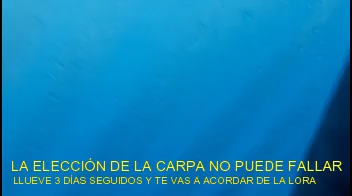 LA ELECCIÓN DE LA CARPA NO PUEDE FALLAR
LLUEVE 3 DÍAS SEGUIDOS Y TE VAS A ACORDAR DE LA LORA